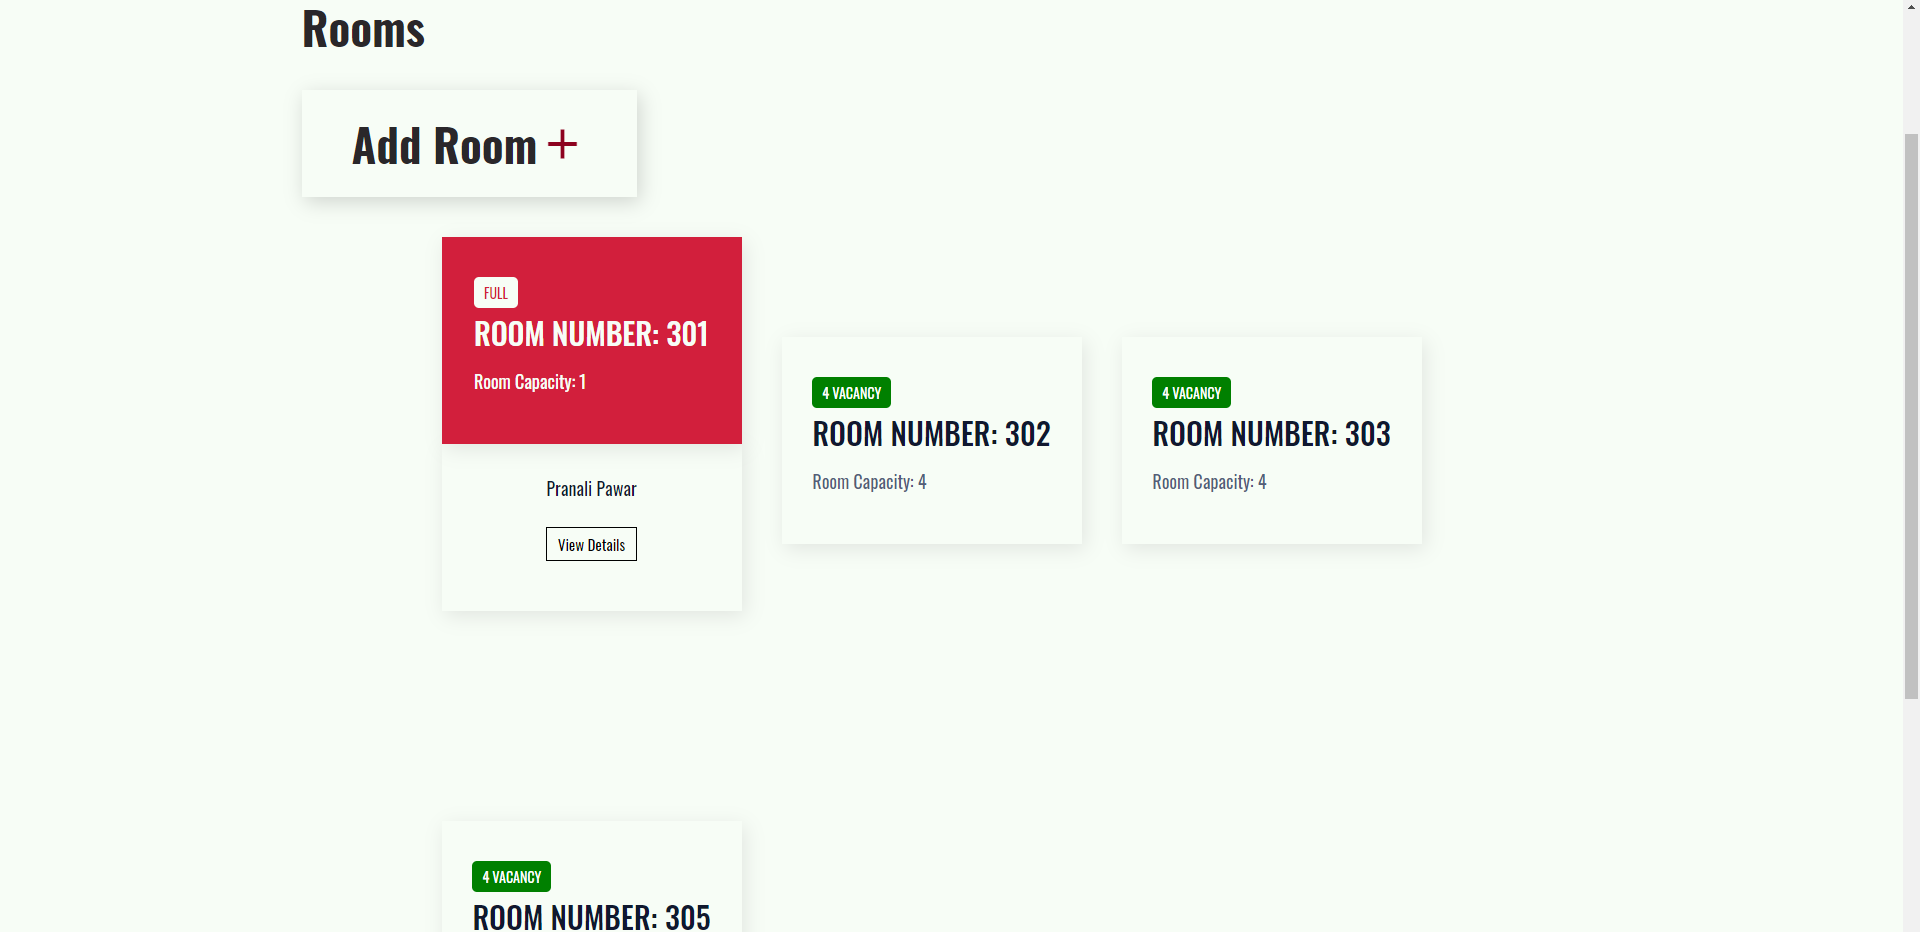 Rooms
Add Room +
FULL
ROOM NUMBER: 301
Room Capacity: 1
Pranali Pawar
View Details
4 VACANCY
ROOM NUMBER: 302
Room Capacity: 4
4 VACANCY
ROOM NUMBER: 303
Room Capacity: 4
4 VACANCY
ROOM NUMBER: 305